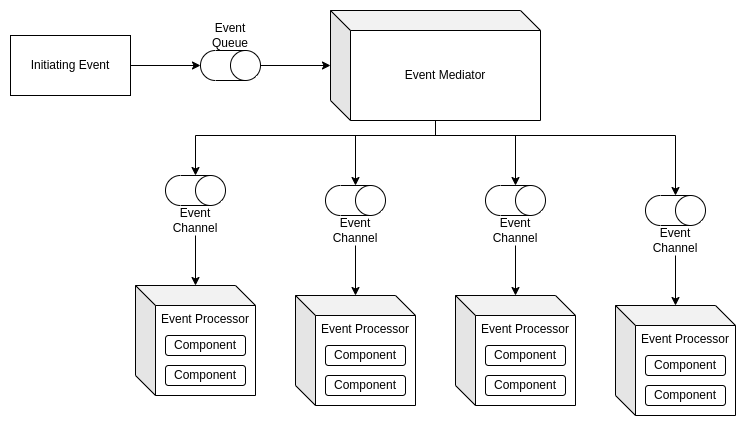 Event
Queue
Initiating Event
Event Mediator
Event
Channel
Event
Channel
Event
Channel
Event
Channel
Event Processor
Component
Component
Event Processor
Component
Component
Event Processor
Component
Component
Event Processor
Component
Component